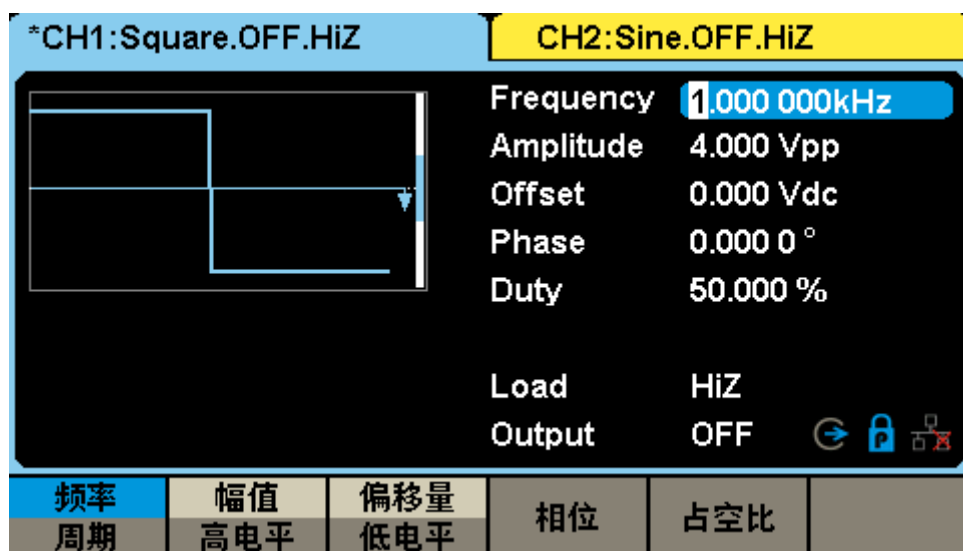 *CH1:Square.OFF.HiZ
CH2:Sine.OFF.HiZ
Frequency 1.000 000kHz
Amplitude 4.000 Vpp
Offset 0.000 Vdc
Phase 0.000 0 °
Duty 50.000 %
Load HiZ
Output OFF
频率 幅值 偏移量 相位 占空比
周期 高电平 低电平